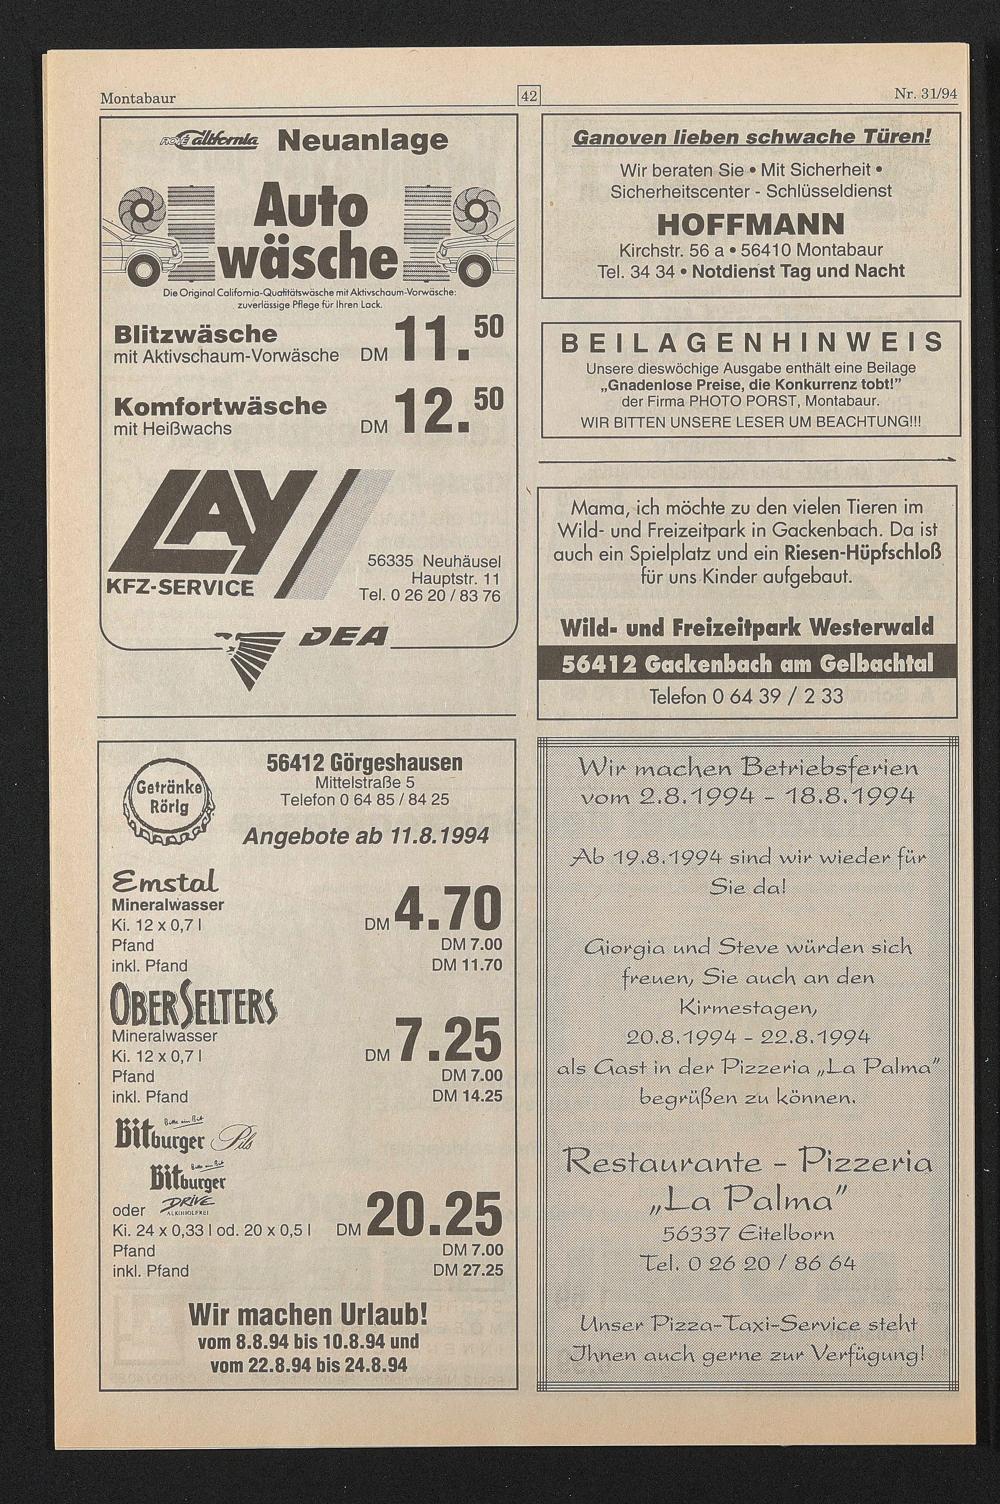 Montabaur
42
Nr. 31/94
nove California Neuanlage
Auto
wäsche
Die Original California-Qualitätswäsche mit Aktivschaum-Vorwäsche:
zuverlässige Pflege für Ihren Lack.
Blitzwäsche
mit Aktivschaum-Vorwäsche DM 11.50
Komfortwäsche
mit Heißwachs DM 12.50
LAY
KFZ-SERVICE
56335 Neuhäusel
Hauptstr. 11
Tel. 0 26 20 / 83 76
DEA
Getränke
Rörig
56412 Görgeshausen
Mittelstraße 5
Telefon 0 64 85 / 84 25
Angebote ab 11.8.1994
Emstal
Mineralwasser
Ki. 12 x 0,7 l DM 4.70
Pfand DM 7.00
inkl. Pfand DM 11.70
OBERSELTERS
Mineralwasser
Ki. 12 x 0,7 l DM 7.25
Pfand DM 7.00
inkl. Pfand DM 14.25
Bitte ein Bit
Bitburger Pils
Bitte ein Bit
Bitburger
oder DRIVE
ALKOHOLFREI
Ki. 24 x 0,33 l od. 20 x 0,5 l DM 20.25
Pfand DM 7.00
inkl. Pfand DM 27.25
Wir machen Urlaub!
vom 8.8.94 bis 10.8.94 und
vom 22.8.94 bis 24.8.94
Ganoven lieben schwache Türen!
Wir beraten Sie • Mit Sicherheit •
Sicherheitscenter - Schlüsseldienst
HOFFMANN
Kirchstr. 56 a • 56410 Montabaur
Tel. 34 34 • Notdienst Tag und Nacht
BEILAGENHINWEIS
Unsere dieswöchige Ausgabe enthält eine Beilage
„Gnadenlose Preise, die Konkurrenz tobt!”
der Firma PHOTO PORST, Montabaur.
WIR BITTEN UNSERE LESER UM BEACHTUNG!!!
Mama, ich möchte zu den vielen Tieren im
Wild- und Freizeitpark in Gackenbach. Da ist
auch ein Spielplatz und ein Riesen-Hüpfschloß
für uns Kinder aufgebaut.
Wild- und Freizeitpark Westerwald
56412 Gackenbach am Gelbachtal
Telefon 0 64 39 / 2 33
Wir machen Betriebsferien
vom 2.8.1994 - 18.8.1994
Ab 19.8.1994 sind wir wieder für
Sie da!
Giorgia und Steve würden sich
freuen, Sie auch an den
Kirmestagen,
20.8.1994 - 22.8.1994
als Gast in der Pizzeria „La Palma”
begrüßen zu können.
Restaurante - Pizzeria
„La Palma”
56337 Eitelborn
Tel. 0 26 20 / 86 64
Unser Pizza-Taxi-Service steht
Ihnen auch gerne zur Verfügung!